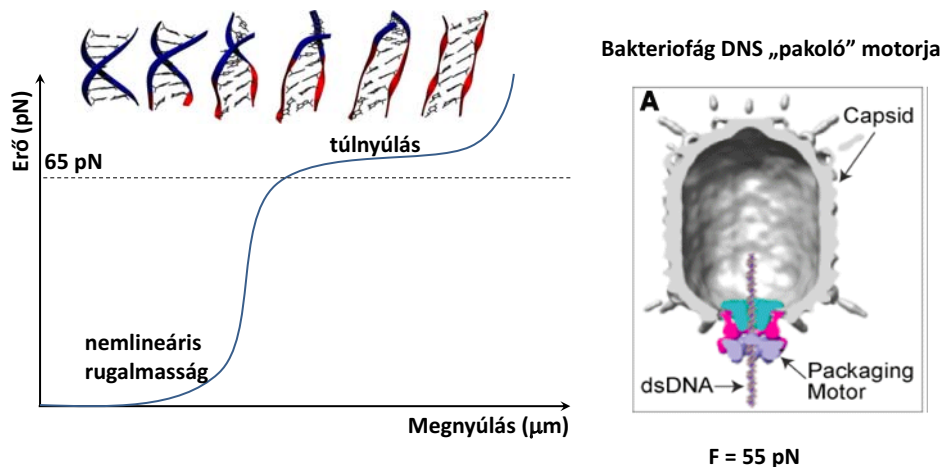 Erő (pN)
65 pN
túlnyúlás
nemlineáris
rugalmasság
Megnyúlás (μm)
Bakteriofág DNS „pakoló” motorja
A
Capsid
Packaging
Motor
dsDNA
F = 55 pN